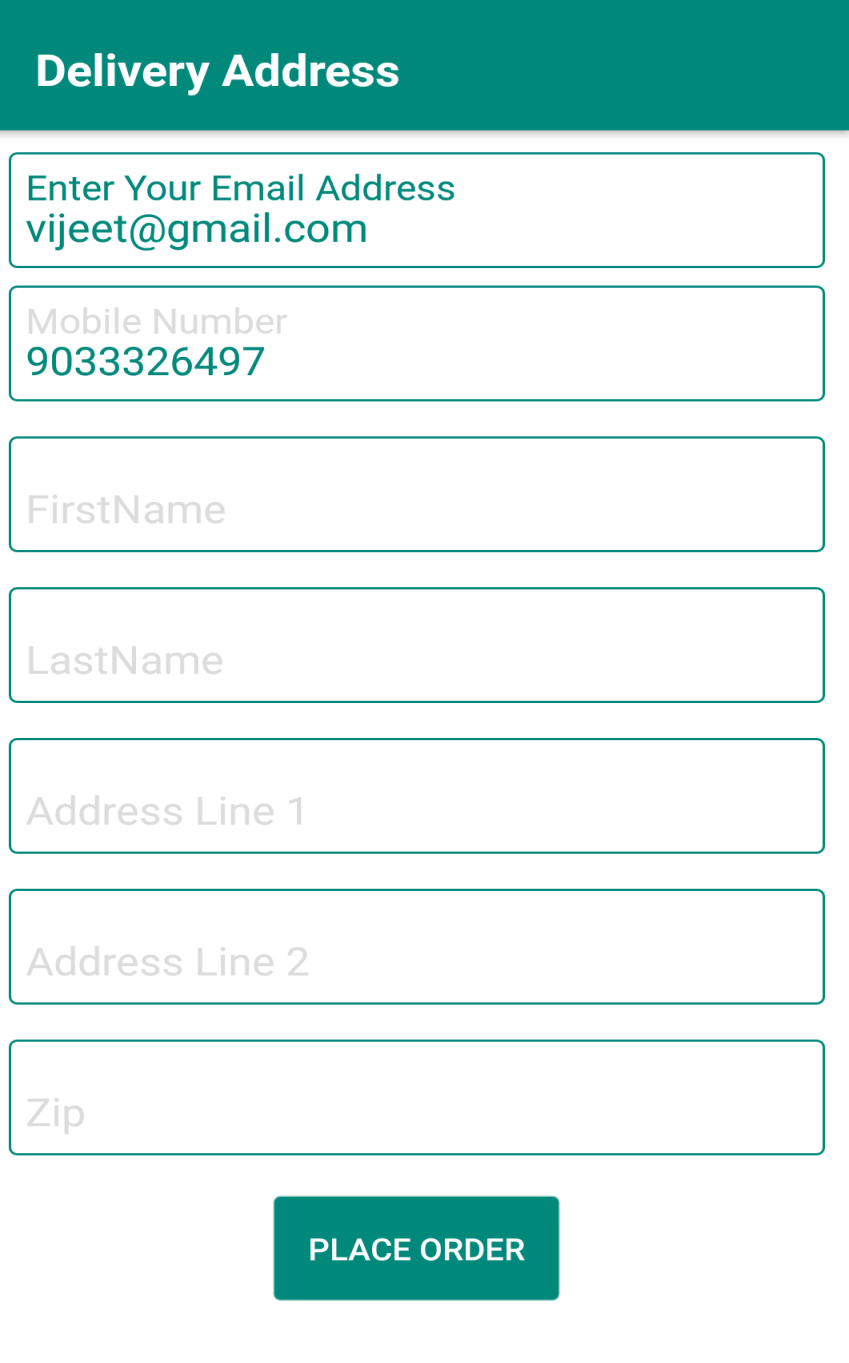 Delivery Address
Enter Your Email Address
vijeet@gmail.com
Mobile Number
9033326497
FirstName
LastName
Address Line 1
Address Line 2
Zip
PLACE ORDER